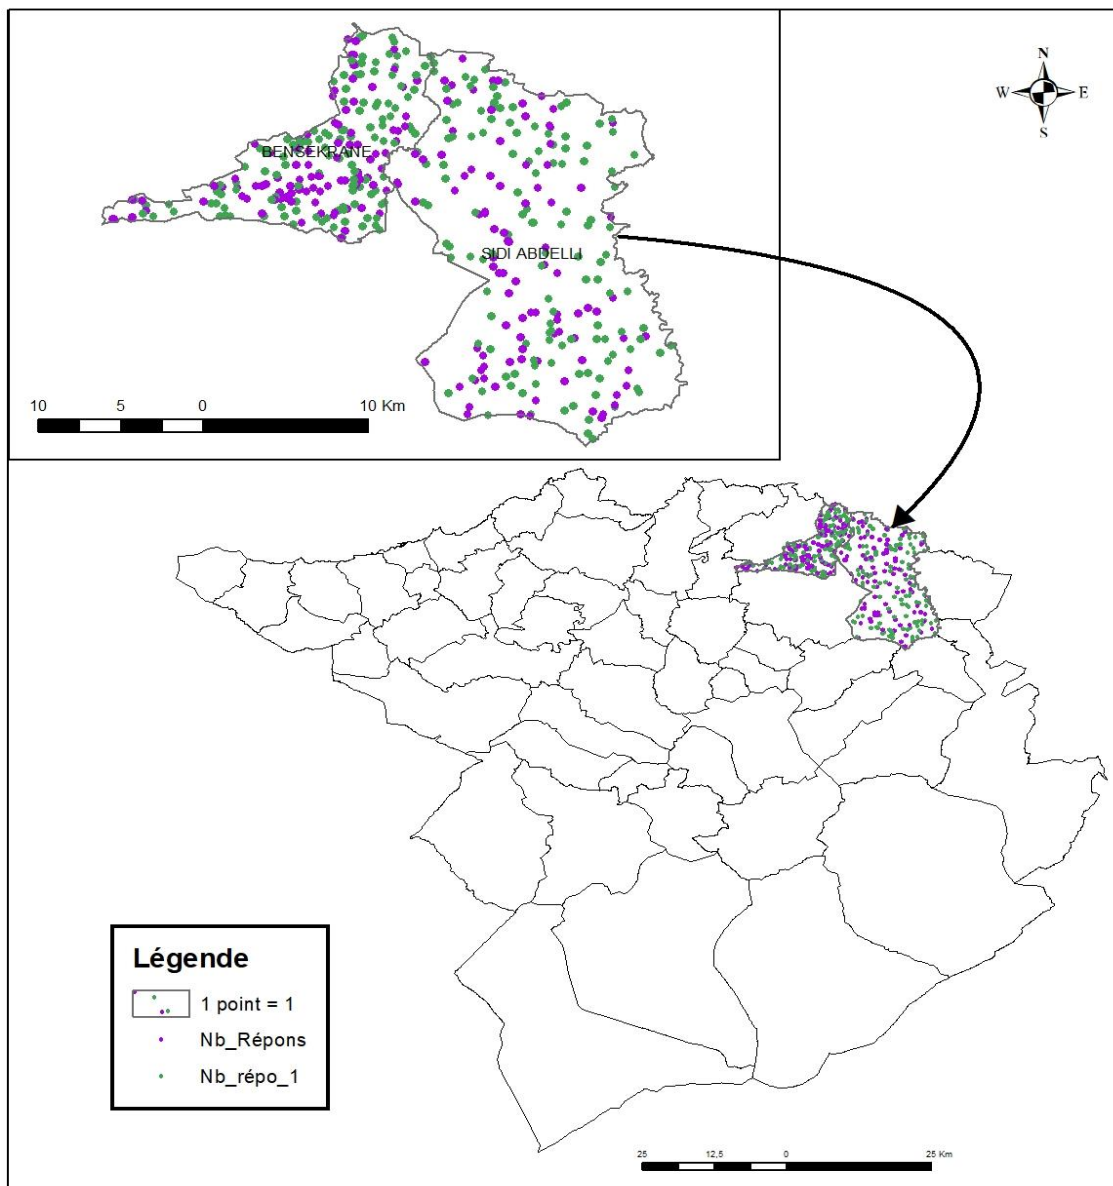 N
W E
S
BENSEKRANE
SIDI ABDELLI
10 5 0 10 Km
Légende
1 point = 1
Nb_Répons
Nb_répo_1
25 12,5 0 25 Km